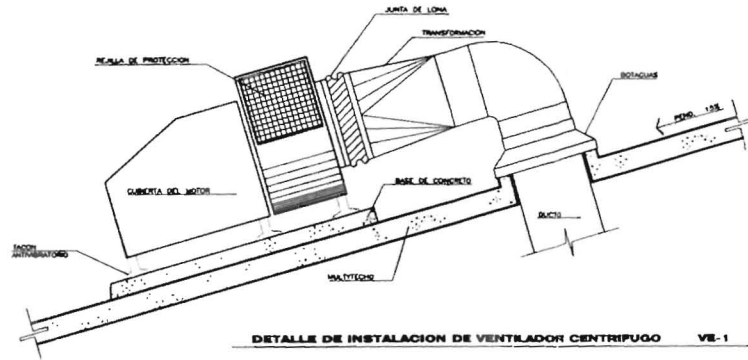 JUNTA DE LONA
TRANSFORMACION
REJILLA DE PROTECCION
BOTAGUAS
PEND. 15%
CUBIERTA DEL MOTOR
BASE DE CONCRETO
DUCTO
TACON
ANTIVIBRATORIO
MULTYTECHO
DETALLE DE INSTALACION DE VENTILADOR CENTRIFUGO VE-1